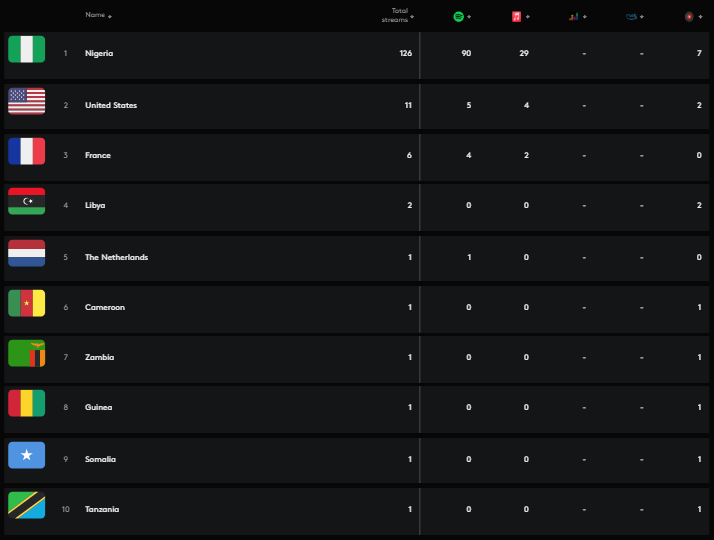 Name Total streams
1 Nigeria 126 90 29 - - 7
2 United States 11 5 4 - - 2
3 France 6 4 2 - - 0
4 Libya 2 0 0 - - 2
5 The Netherlands 1 1 0 - - 0
6 Cameroon 1 0 0 - - 1
7 Zambia 1 0 0 - - 1
8 Guinea 1 0 0 - - 1
9 Somalia 1 0 0 - - 1
10 Tanzania 1 0 0 - - 1